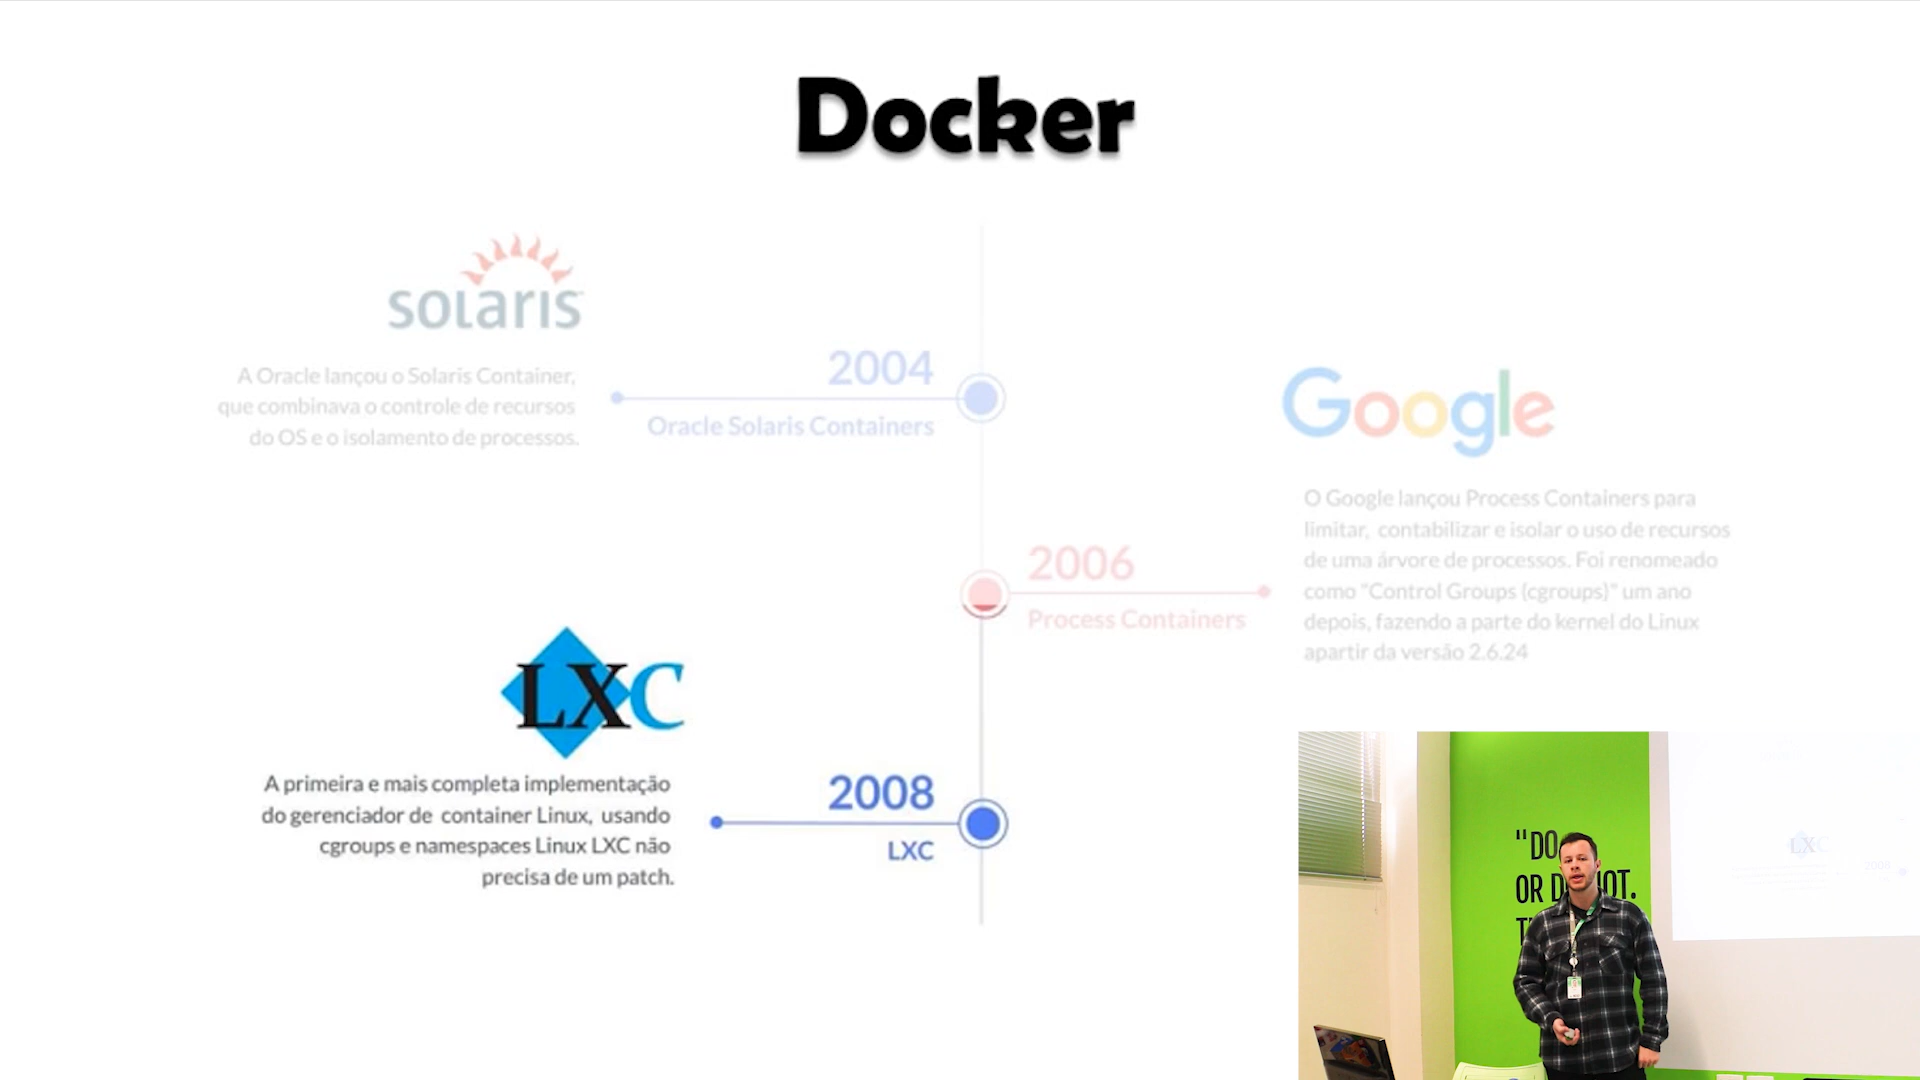 Docker
solaris
A Oracle lançou o Solaris Container,
que combinava o controle de recursos
do OS e o isolamento de processos.
2004
Oracle Solaris Containers
Google
O Google lançou Process Containers para
limitar, contabilizar e isolar o uso de recursos
de uma árvore de processos. Foi renomeado
como "Control Groups (cgroups)" um ano
depois, fazendo a parte do kernel do Linux
apartir da versão 2.6.24
2006
Process Containers
LXC
A primeira e mais completa implementação
do gerenciador de container Linux, usando
cgroups e namespaces Linux LXC não
precisa de um patch.
2008
LXC
"DO
OR D NOT.
LXC
2008